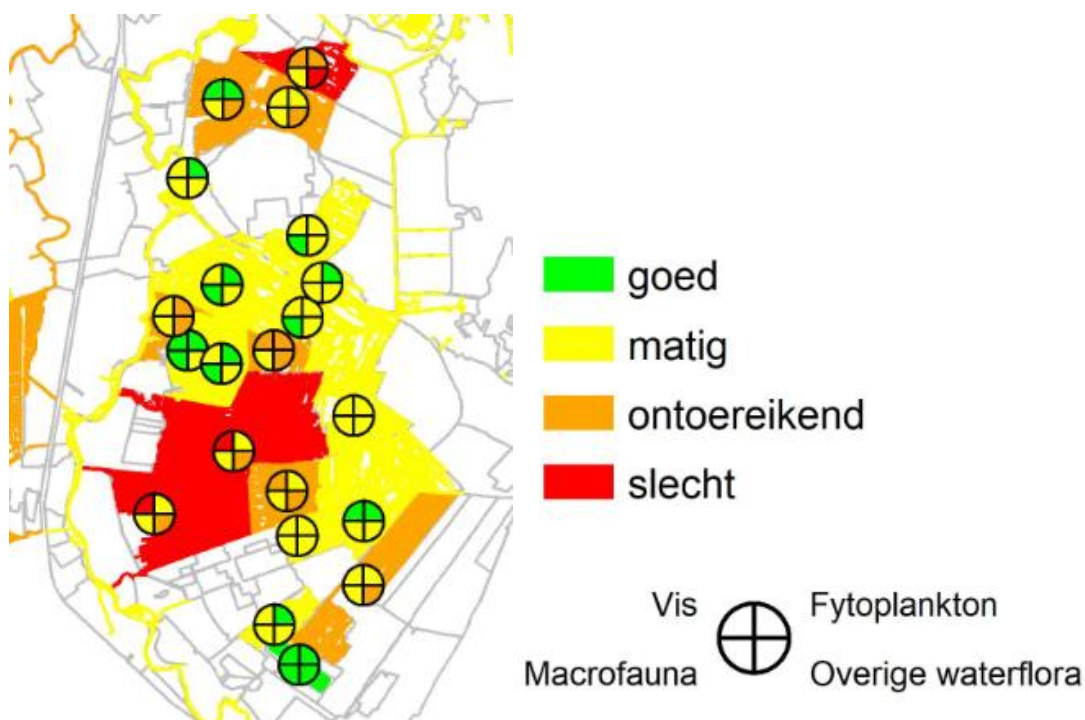 goed
matig
ontoereikend
slecht
Vis Fytoplankton
Macrofauna Overige waterflora